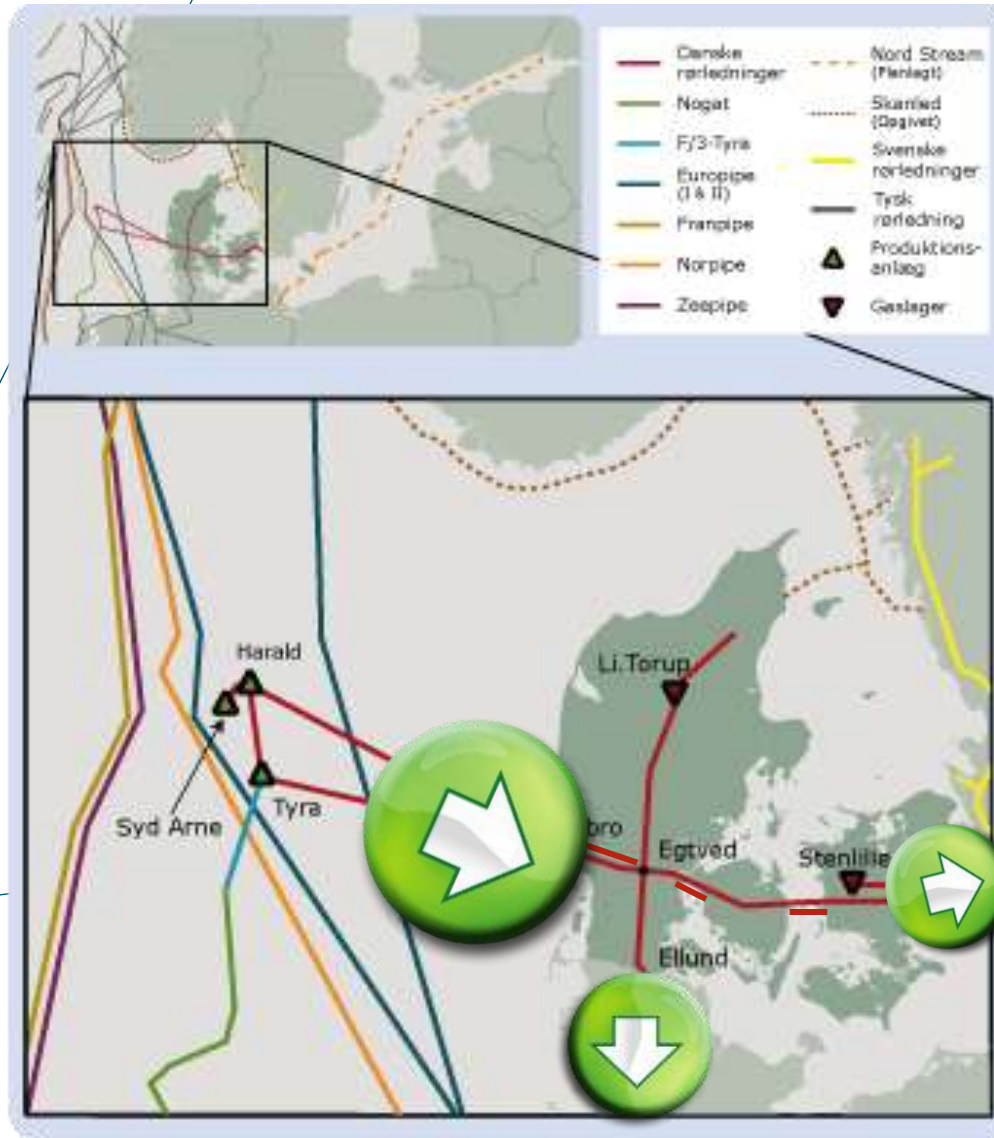 Danske
rørledninger
Nogat
F/3-Tyra
Europipe
(I & II)
Franpipe
Norpipe
Zeepipe
Nord Stream
(Planlagt)
Skanled
(Opgivet)
Svenske
rørledninger
Tysk
rørledning
Produktions-
anlæg
Gaslager
Harald
Syd Arne
Tyra
Li.Torup
bro
Egtved
Stenlille
Ellund